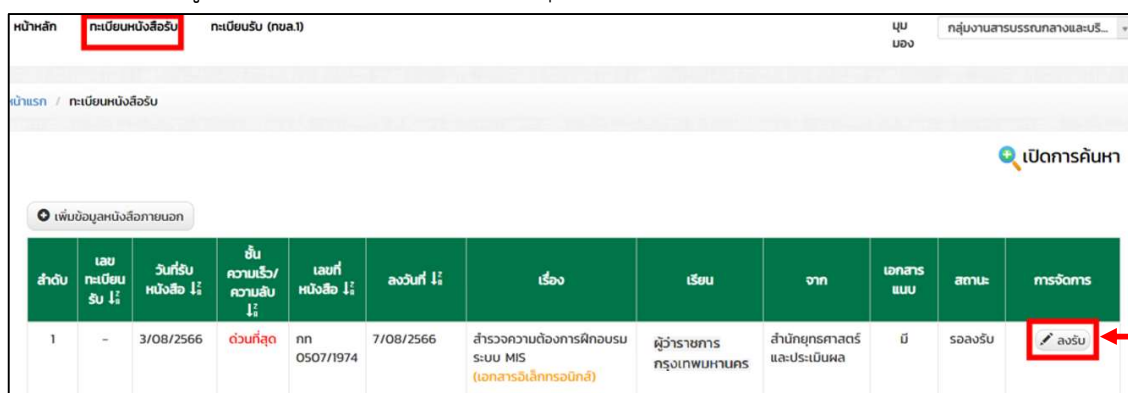 หน้าหลัก ทะเบียนหนังสือรับ ทะเบียนรับ (ทขล.1) มุม กลุ่มงานสารบรรณกลางและบริ...
มอง
หน้าแรก / ทะเบียนหนังสือรับ
เปิดการค้นหา
เพิ่มข้อมูลหนังสือภายนอก
ลำดับ
เลข
ทะเบียน
รับ
วันที่รับ
หนังสือ
ชั้น
ความเร็ว/
ความลับ
เลขที่
หนังสือ
ลงวันที่
เรื่อง
เรียน
จาก
เอกสาร
แนบ
สถานะ
การจัดการ
1 - 3/08/2566 ด่วนที่สุด กท 7/08/2566 สำรวจความต้องการฝึกอบรม ผู้ว่าราชการ สำนักยุทธศาสตร์ มี รอลงรับ ลงรับ
0507/1974 ระบบ MIS กรุงเทพมหานคร และประเมินผล
(เอกสารอิเล็กทรอนิกส์)